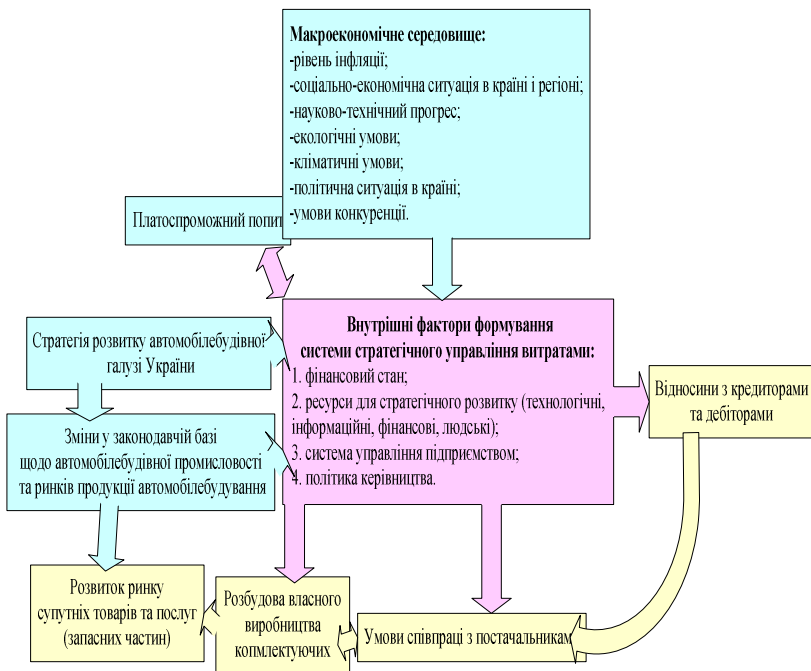 Макроекономічне середовище:
-рівень інфляції;
-соціально-економічна ситуація в країні і регіоні;
-науково-технічний прогрес;
-екологічні умови;
-кліматичні умови;
-політична ситуація в країні;
-умови конкуренції.
Платоспроможний попит
Внутрішні фактори формування
системи стратегічного управління витратами:
1. фінансовий стан;
2. ресурси для стратегічного розвитку (технологічні,
інформаційні, фінансові, людські);
3. система управління підприємством;
4. політика керівництва.
Стратегія розвитку автомобілебудівної
галузі України
Зміни у законодавчій базі
щодо автомобілебудівної промисловості
та ринків продукції автомобілебудування
Відносини з кредиторами
та дебіторами
Розвиток ринку
супутніх товарів та послуг
(запасних частин)
Розбудова власного
виробництва
копмлектуючих
Умови співпраці з постачальникам